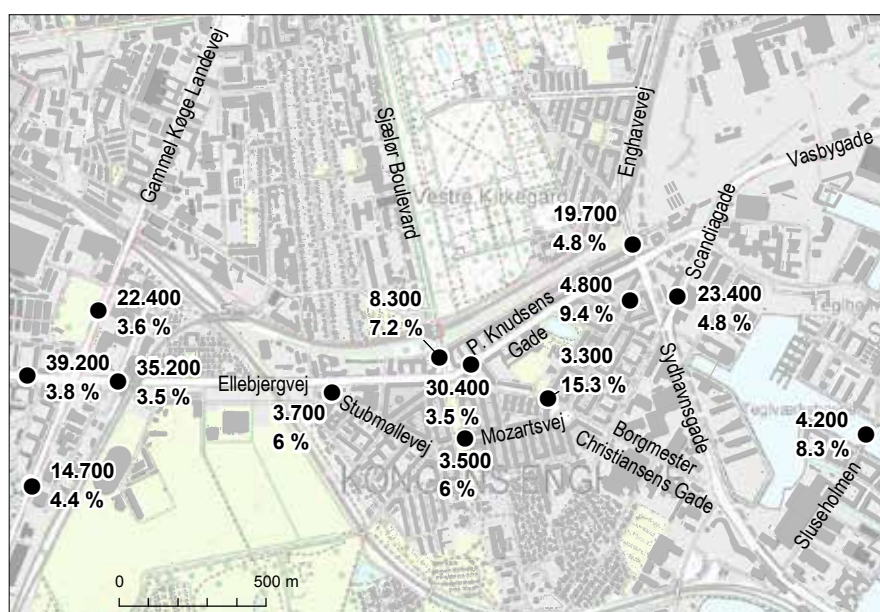 Gammel Køge Landevej
Sjælør Boulevard
Enghavevej
Vasbygade
Scandiagade
Vestre Kirkegård
19.700
4.8 %
22.400
3.6 %
8.300
7.2 %
P. Knudsens
Gade
4.800
9.4 %
23.400
4.8 %
39.200
3.8 %
35.200
3.5 %
Ellebjergvej
3.300
15.3 %
30.400
3.5 %
3.700
6 %
Stubmøllevej
Mozartsvej
3.500
6 %
Borgmester
Christiansens Gade
Sydhavnsgade
4.200
8.3 %
Sluseholmen
14.700
4.4 %
0
500 m